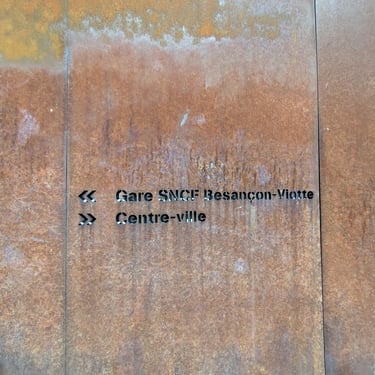 « Gare SNCF Besançon-Viotte
» Centre-ville